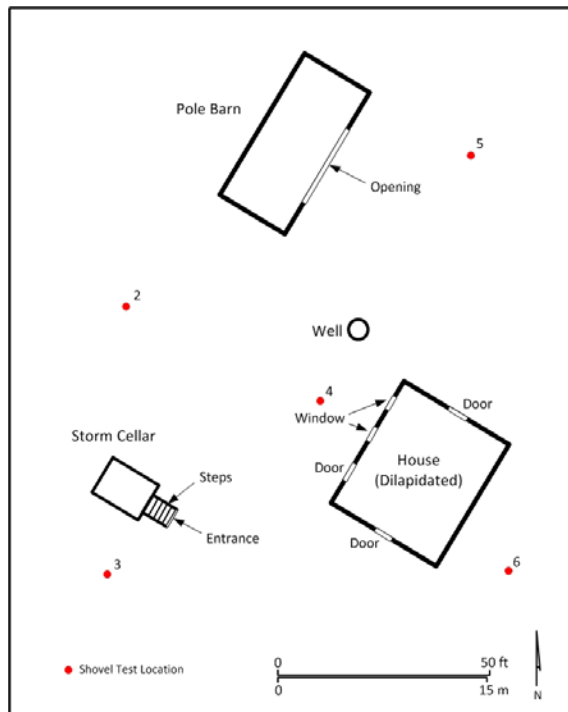 Pole Barn
5
Opening
2
Well
4
Window
Door
Storm Cellar
Steps
Door
House
(Dilapidated)
Entrance
Door
3
6
Shovel Test Location
0
50 ft
0
15 m
N